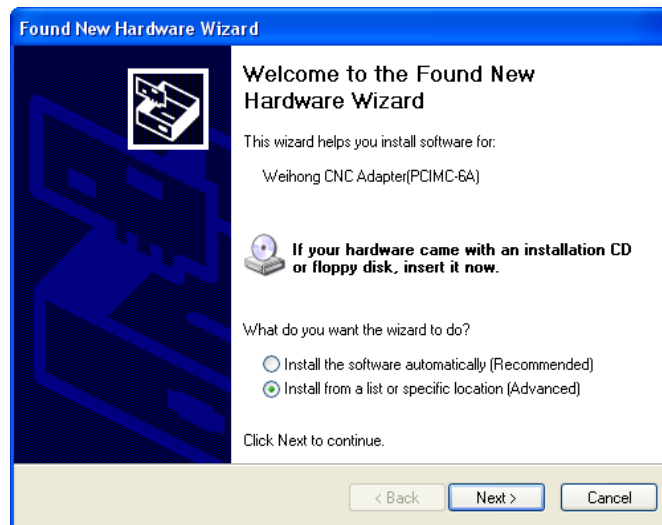 Found New Hardware Wizard
Welcome to the Found New
Hardware Wizard
This wizard helps you install software for:
Weihong CNC Adapter(PCIMC-6A)
If your hardware came with an installation CD
or floppy disk, insert it now.
What do you want the wizard to do?
Install the software automatically (Recommended)
Install from a list or specific location (Advanced)
Click Next to continue.
< Back
Next >
Cancel